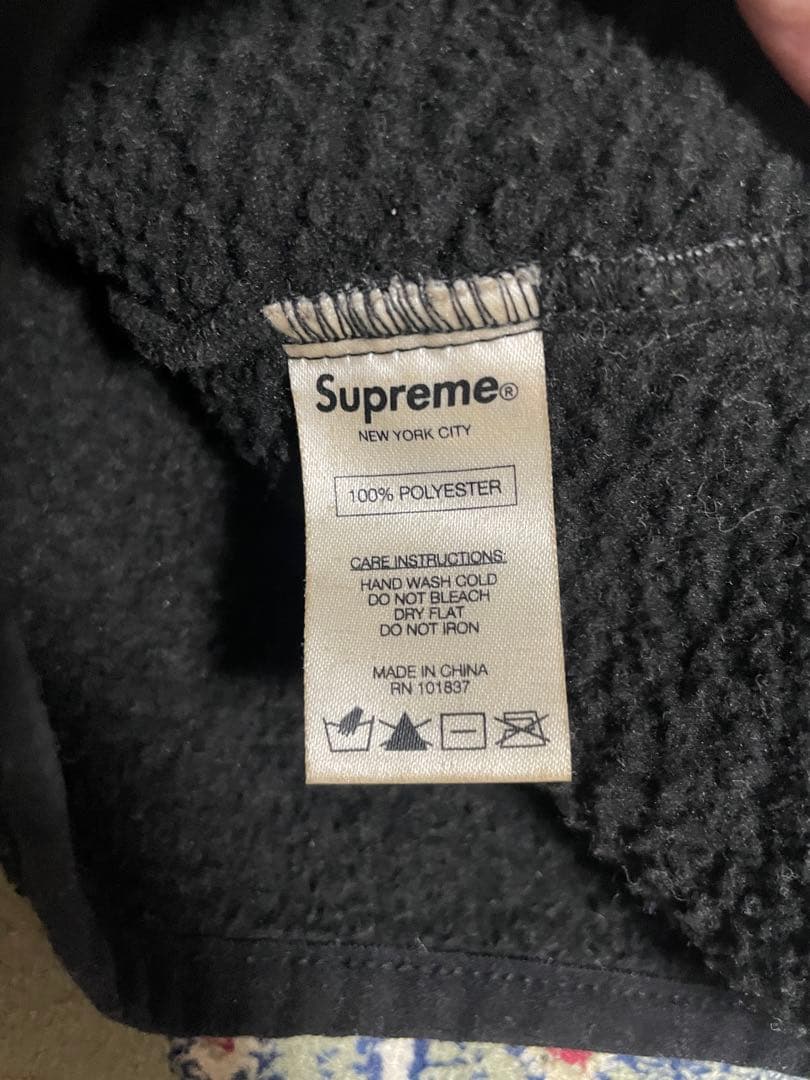 Supreme®
NEW YORK CITY
100% POLYESTER
CARE INSTRUCTIONS:
HAND WASH COLD
DO NOT BLEACH
DRY FLAT
DO NOT IRON
MADE IN CHINA
RN 101837